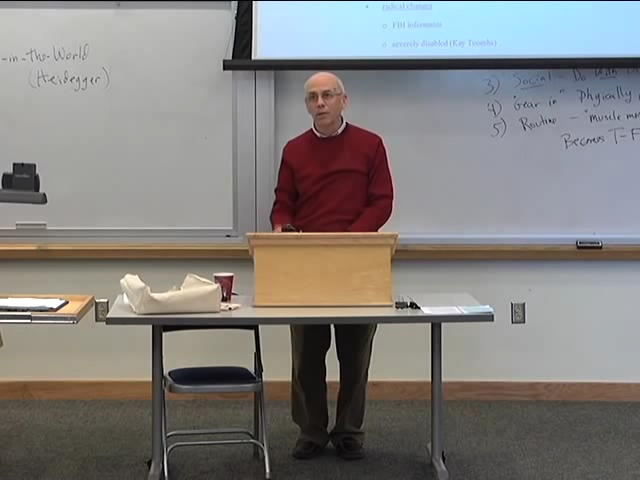 -in-the-World
(Heidegger)
• radical changes
o FBI informants
o severely disabled (Kay Toombs)
3) Social - Do with
4) "Gear in" Physically
5) Routine - "muscle
Becomes T-F